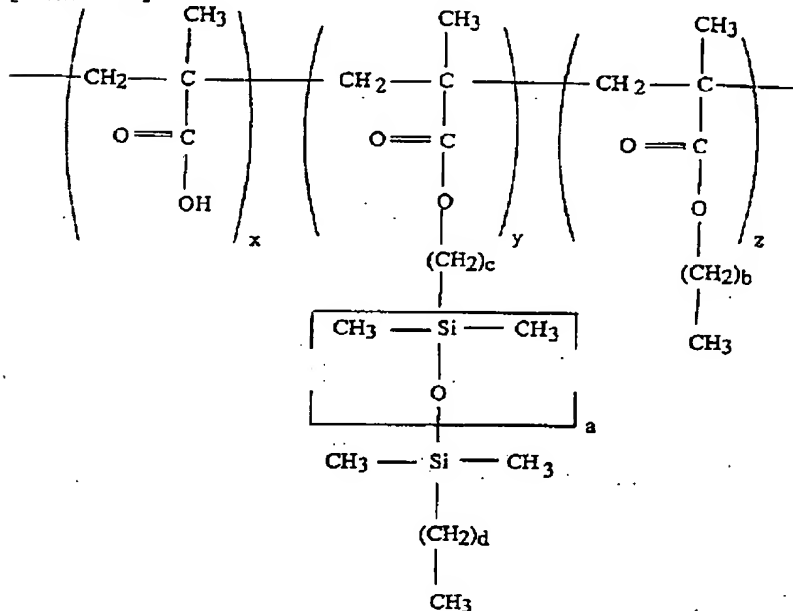 CH3 CH3 CH3
CH2 C CH2 C CH2 C
O C O C O C
OH O O
x y z
(CH2)c (CH2)b
CH3 Si CH3 CH3
O
a
CH3 Si CH3
(CH2)d
CH3